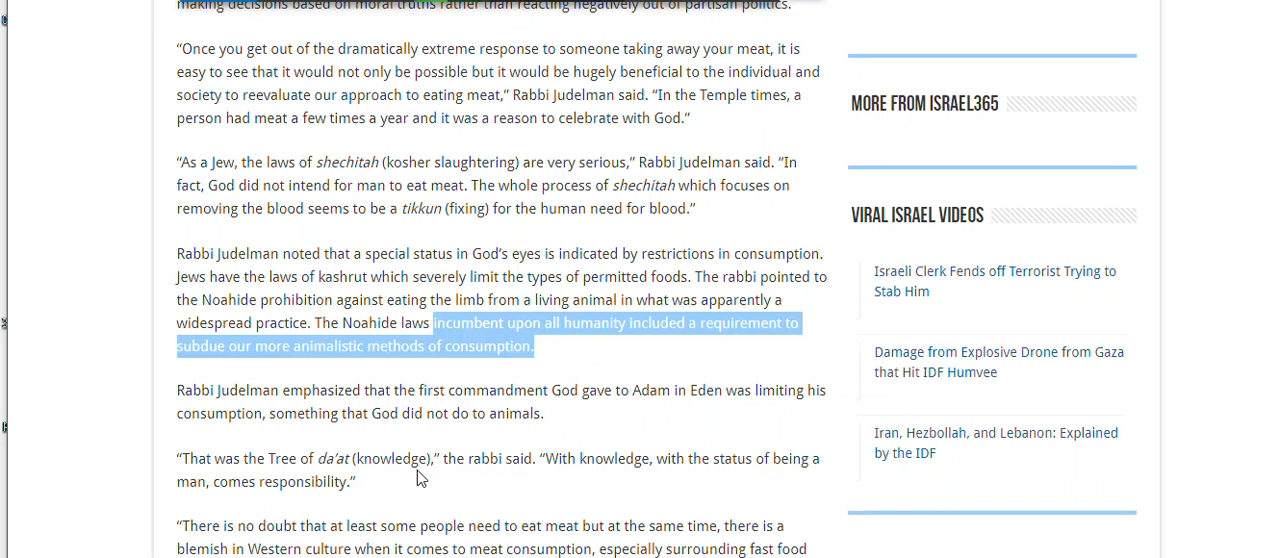 making decisions based on moral truths rather than reacting negatively out of partisan politics.
“Once you get out of the dramatically extreme response to someone taking away your meat, it is
easy to see that it would not only be possible but it would be hugely beneficial to the individual and
society to reevaluate our approach to eating meat,” Rabbi Judelman said. “In the Temple times, a
person had meat a few times a year and it was a reason to celebrate with God.”
“As a Jew, the laws of shechitah (kosher slaughtering) are very serious,” Rabbi Judelman said. “In
fact, God did not intend for man to eat meat. The whole process of shechitah which focuses on
removing the blood seems to be a tikkun (fixing) for the human need for blood.”
Rabbi Judelman noted that a special status in God’s eyes is indicated by restrictions in consumption.
Jews have the laws of kashrut which severely limit the types of permitted foods. The rabbi pointed to
the Noahide prohibition against eating the limb from a living animal in what was apparently a
widespread practice. The Noahide laws incumbent upon all humanity included a requirement to
subdue our more animalistic methods of consumption.
Rabbi Judelman emphasized that the first commandment God gave to Adam in Eden was limiting his
consumption, something that God did not do to animals.
“That was the Tree of da’at (knowledge),” the rabbi said. “With knowledge, with the status of being a
man, comes responsibility.”
“There is no doubt that at least some people need to eat meat but at the same time, there is a
blemish in Western culture when it comes to meat consumption, especially surrounding fast food
MORE FROM ISRAEL365
VIRAL ISRAEL VIDEOS
Israeli Clerk Fends off Terrorist Trying to
Stab Him
Damage from Explosive Drone from Gaza
that Hit IDF Humvee
Iran, Hezbollah, and Lebanon: Explained
by the IDF